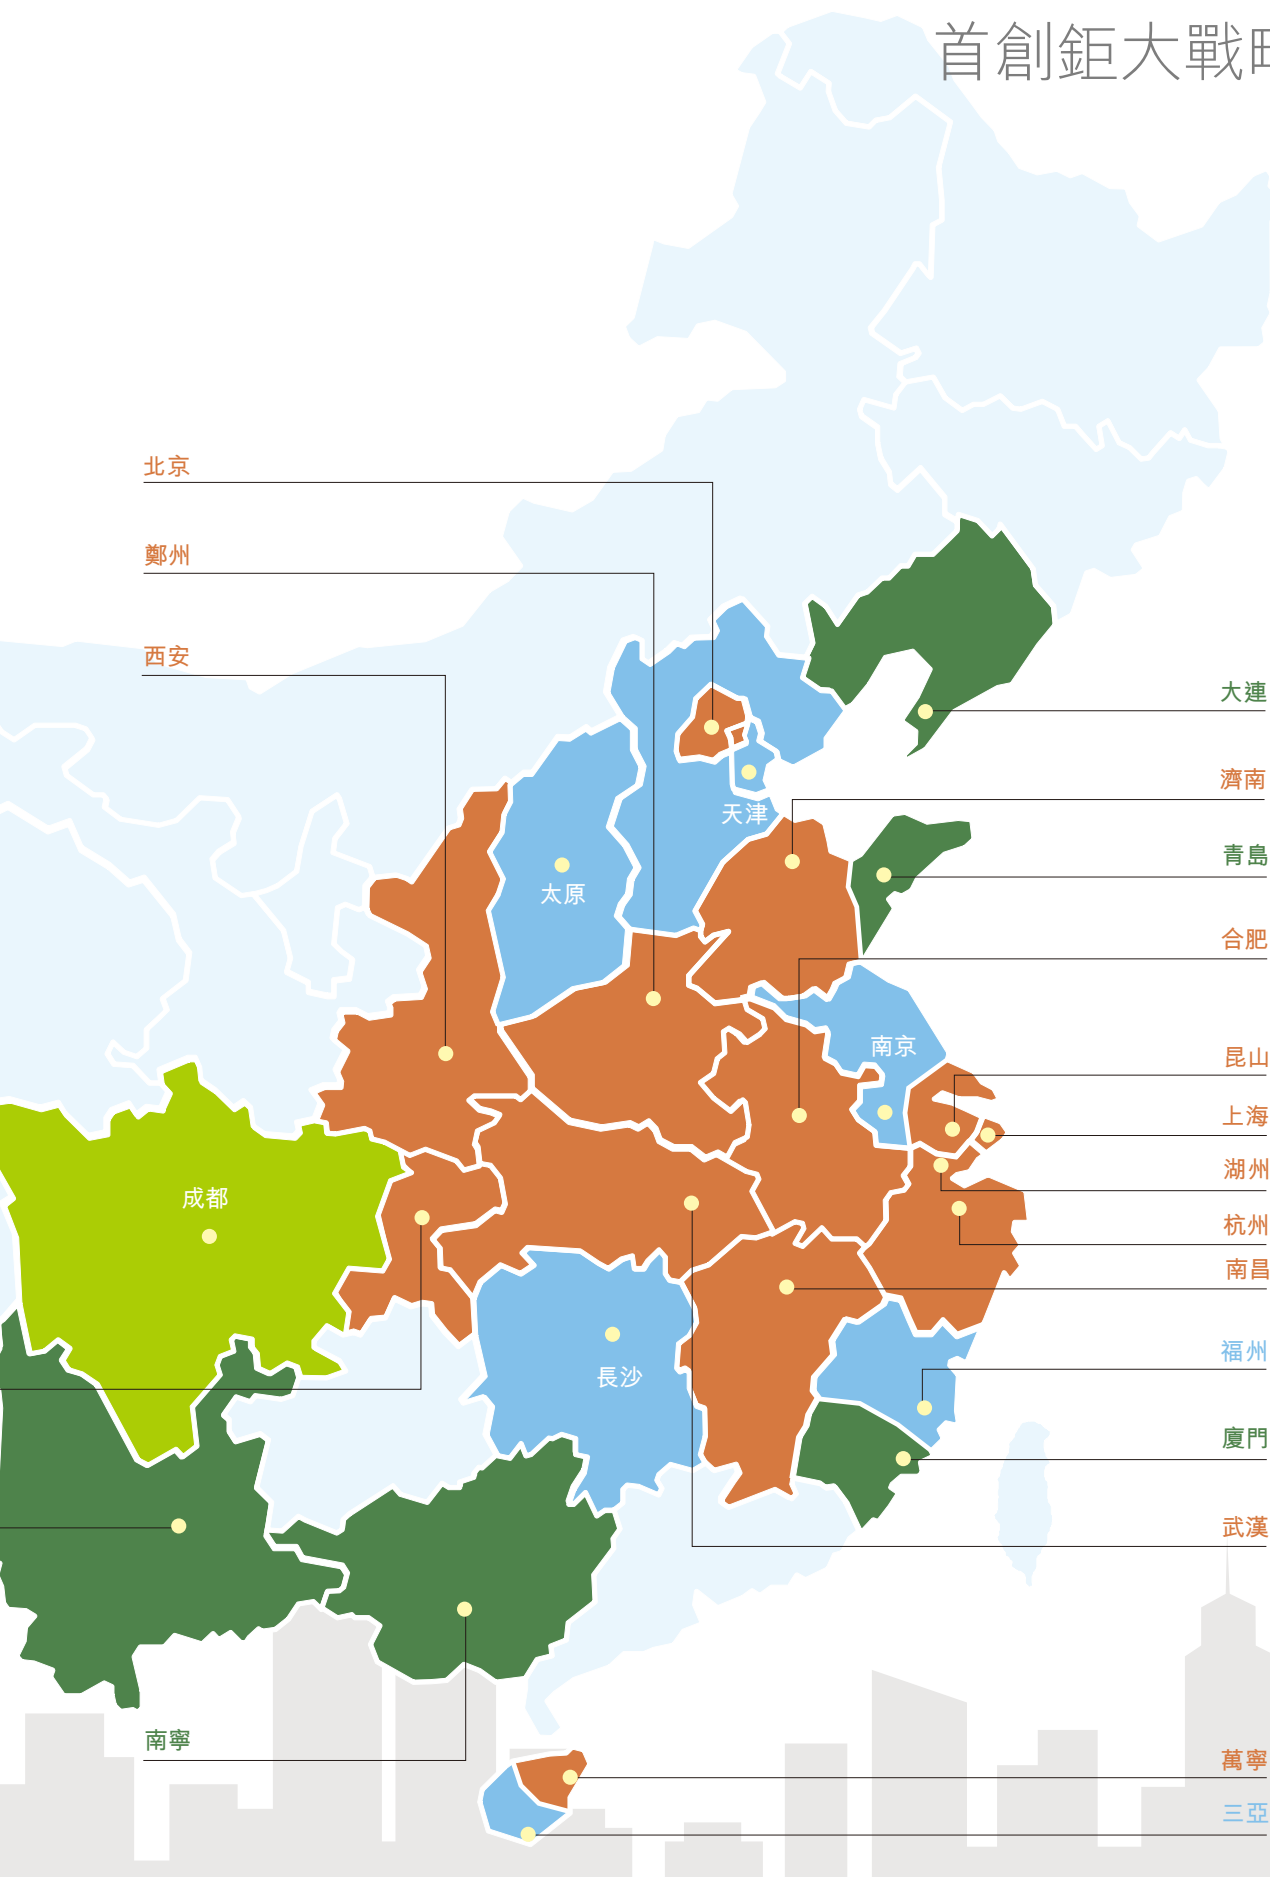 首創鉅大戰略
北京
鄭州
西安
大連
濟南
天津
青島
太原
合肥
南京
昆山
上海
湖州
成都
杭州
南昌
福州
長沙
廈門
武漢
南寧
萬寧
三亞